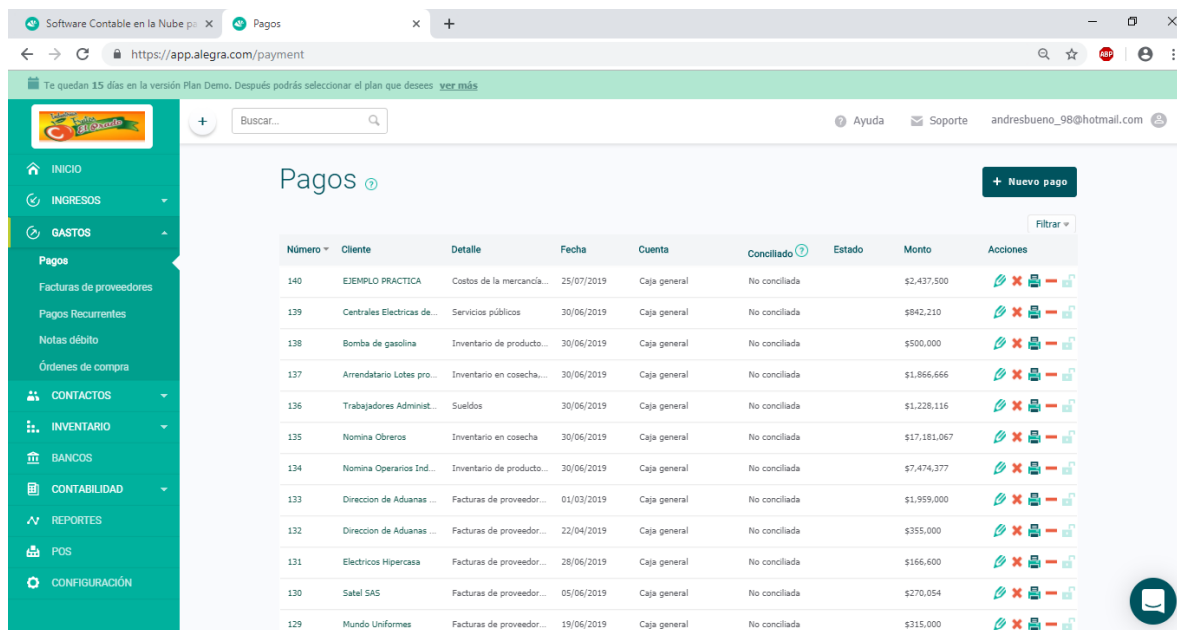 Software Contable en la Nube pa
Pagos
https://app.alegra.com/payment
ABP
Te quedan 15 días en la versión Plan Demo. Después podrás seleccionar el plan que desees ver más
+ Buscar... Ayuda Soporte andresbueno_98@hotmail.com
INICIO
INGRESOS
GASTOS
Pagos
Facturas de proveedores
Pagos Recurrentes
Notas débito
Órdenes de compra
CONTACTOS
INVENTARIO
BANCOS
CONTABILIDAD
REPORTES
POS
CONFIGURACIÓN
Pagos ?
+ Nuevo pago
Filtrar
Número Cliente Detalle Fecha Cuenta Conciliado ? Estado Monto Acciones
140 EJEMPLO PRACTICA Costos de la mercancía... 25/07/2019 Caja general No conciliada $2,437,500
139 Centrales Electricas de... Servicios públicos 30/06/2019 Caja general No conciliada $842,210
138 Bomba de gasolina Inventario de producto... 30/06/2019 Caja general No conciliada $500,000
137 Arrendatario Lotes pro... Inventario en cosecha,... 30/06/2019 Caja general No conciliada $1,866,666
136 Trabajadores Administ... Sueldos 30/06/2019 Caja general No conciliada $1,228,116
135 Nomina Obreros Inventario en cosecha 30/06/2019 Caja general No conciliada $17,181,067
134 Nomina Operarios Ind... Inventario de producto... 30/06/2019 Caja general No conciliada $7,474,377
133 Direccion de Aduanas ... Facturas de proveedor... 01/03/2019 Caja general No conciliada $1,959,000
132 Direccion de Aduanas ... Facturas de proveedor... 22/04/2019 Caja general No conciliada $355,000
131 Electricos Hipercasa Facturas de proveedor... 28/06/2019 Caja general No conciliada $166,600
130 Satel SAS Facturas de proveedor... 05/06/2019 Caja general No conciliada $270,054
129 Mundo Uniformes Facturas de proveedor... 19/06/2019 Caja general No conciliada $315,000